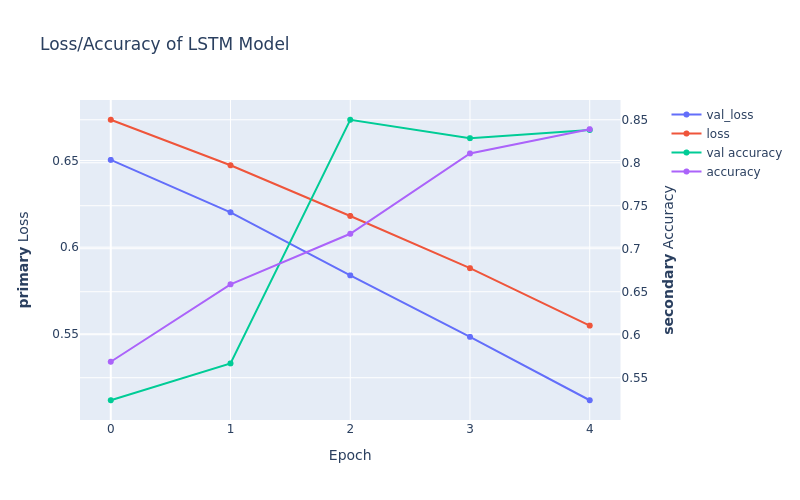 Loss/Accuracy of LSTM Model
val_loss
loss
val accuracy
accuracy
primary Loss
0.65
0.6
0.55
secondary Accuracy
0.85
0.8
0.75
0.7
0.65
0.6
0.55
0 1 2 3 4
Epoch